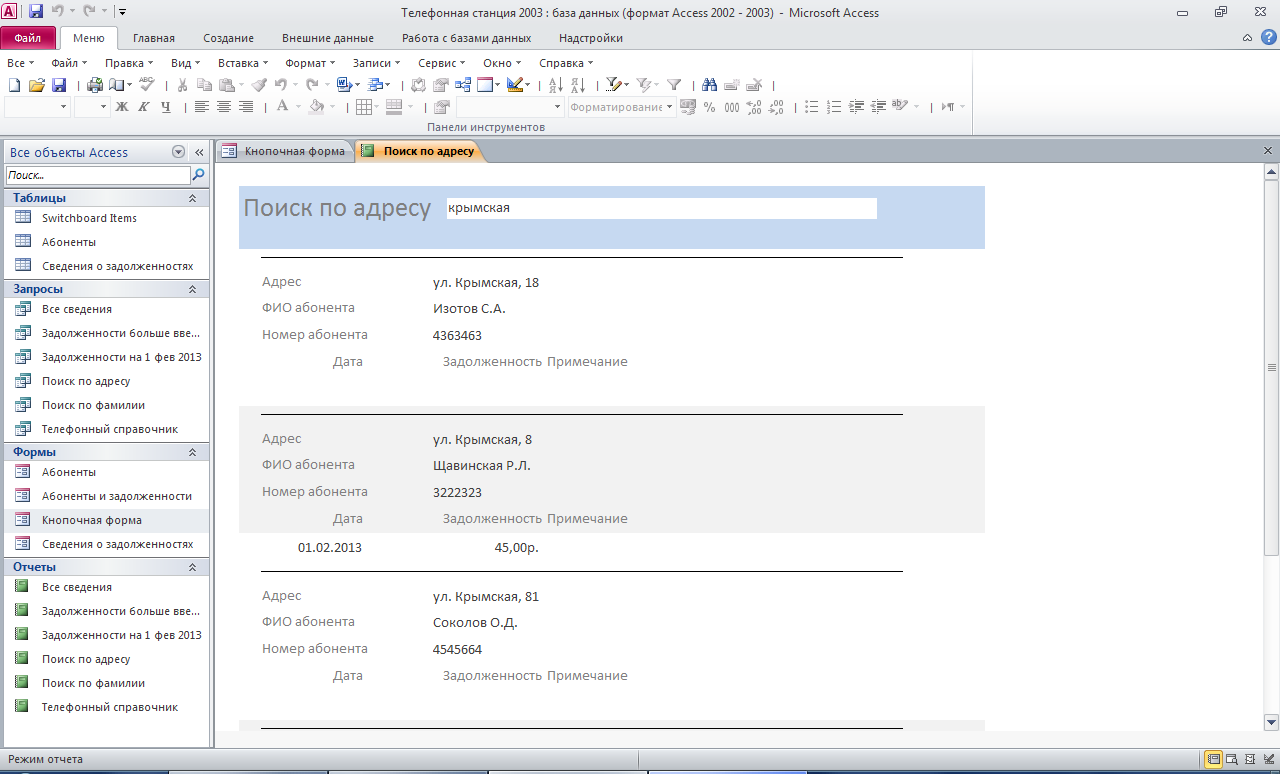 Телефонная станция 2003 : база данных (формат Access 2002 - 2003) - Microsoft Access
Файл Меню Главная Создание Внешние данные Работа с базами данных Надстройки
Все Файл Правка Вид Вставка Формат Записи Сервис Окно Справка
Ж К Ч Форматирование % 000
Панели инструментов
Все объекты Access
Поиск...
Таблицы
Switchboard Items
Абоненты
Сведения о задолженностях
Запросы
Все сведения
Задолженности больше вве...
Задолженности на 1 фев 2013
Поиск по адресу
Поиск по фамилии
Телефонный справочник
Формы
Абоненты
Абоненты и задолженности
Кнопочная форма
Сведения о задолженностях
Отчеты
Все сведения
Задолженности больше вве...
Задолженности на 1 фев 2013
Поиск по адресу
Поиск по фамилии
Телефонный справочник
Кнопочная форма Поиск по адресу
Поиск по адресу крымская
Адрес ул. Крымская, 18
ФИО абонента Изотов С.А.
Номер абонента 4363463
Дата Задолженность Примечание
Адрес ул. Крымская, 8
ФИО абонента Щавинская Р.Л.
Номер абонента 3222323
Дата Задолженность Примечание
01.02.2013 45,00р.
Адрес ул. Крымская, 81
ФИО абонента Соколов О.Д.
Номер абонента 4545664
Дата Задолженность Примечание
Режим отчета